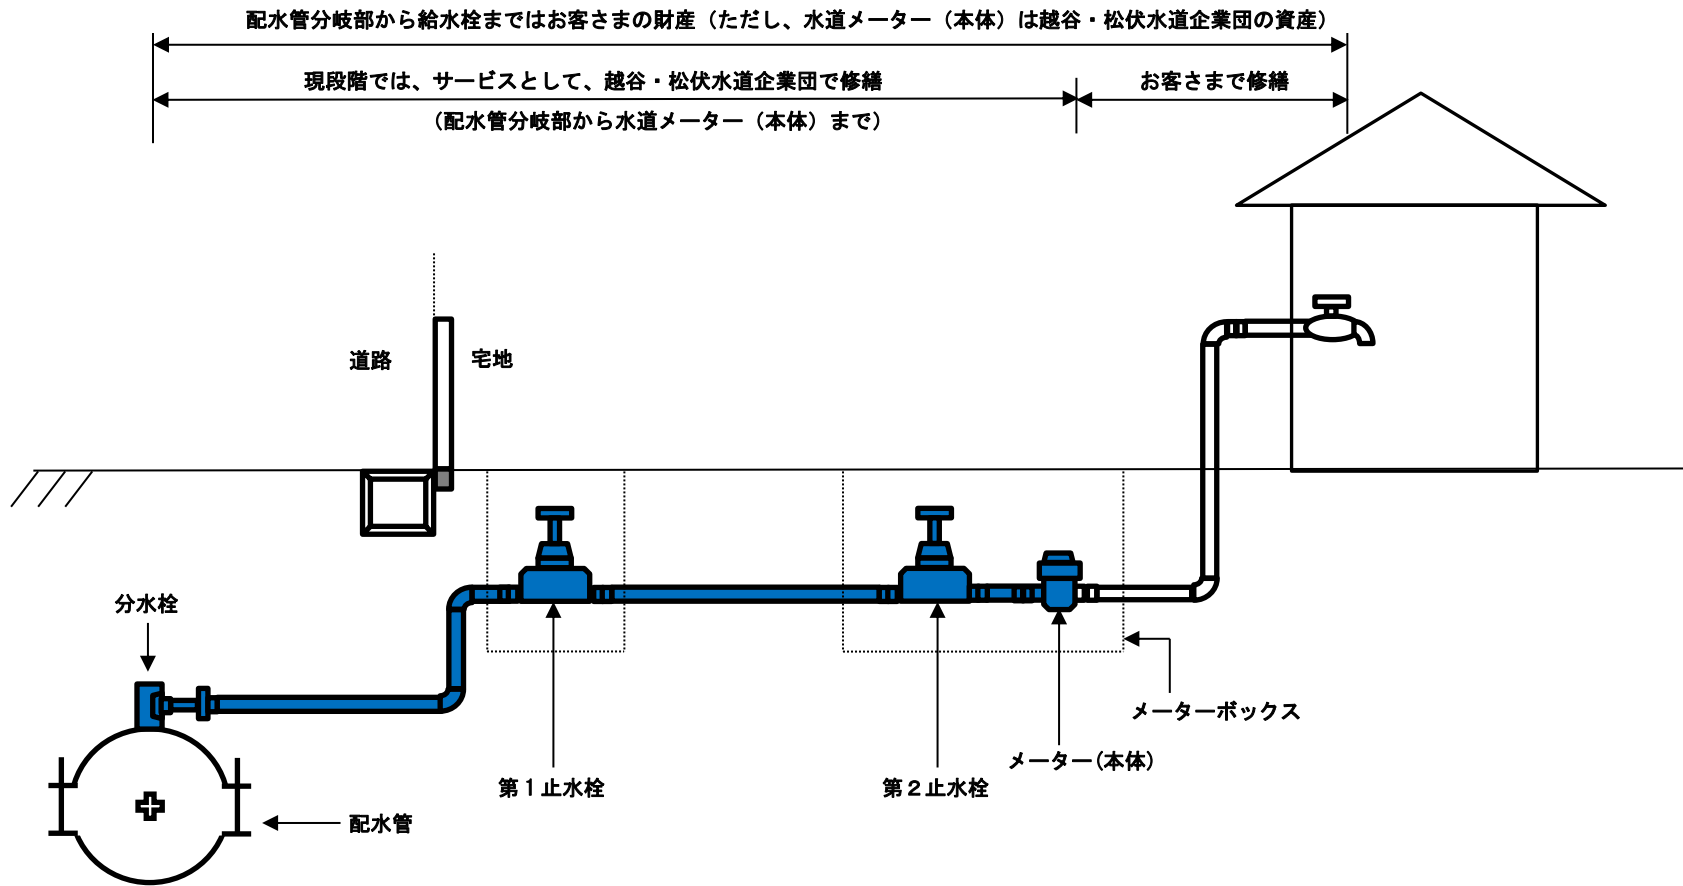 配水管分岐部から給水栓まではお客さまの財産（ただし、水道メーター（本体）は越谷・松伏水道企業団の資産）
現段階では、サービスとして、越谷・松伏水道企業団で修繕
お客さまで修繕
（配水管分岐部から水道メーター（本体）まで）
道路
宅地
分水栓
メーターボックス
メーター(本体)
第１止水栓
第２止水栓
配水管